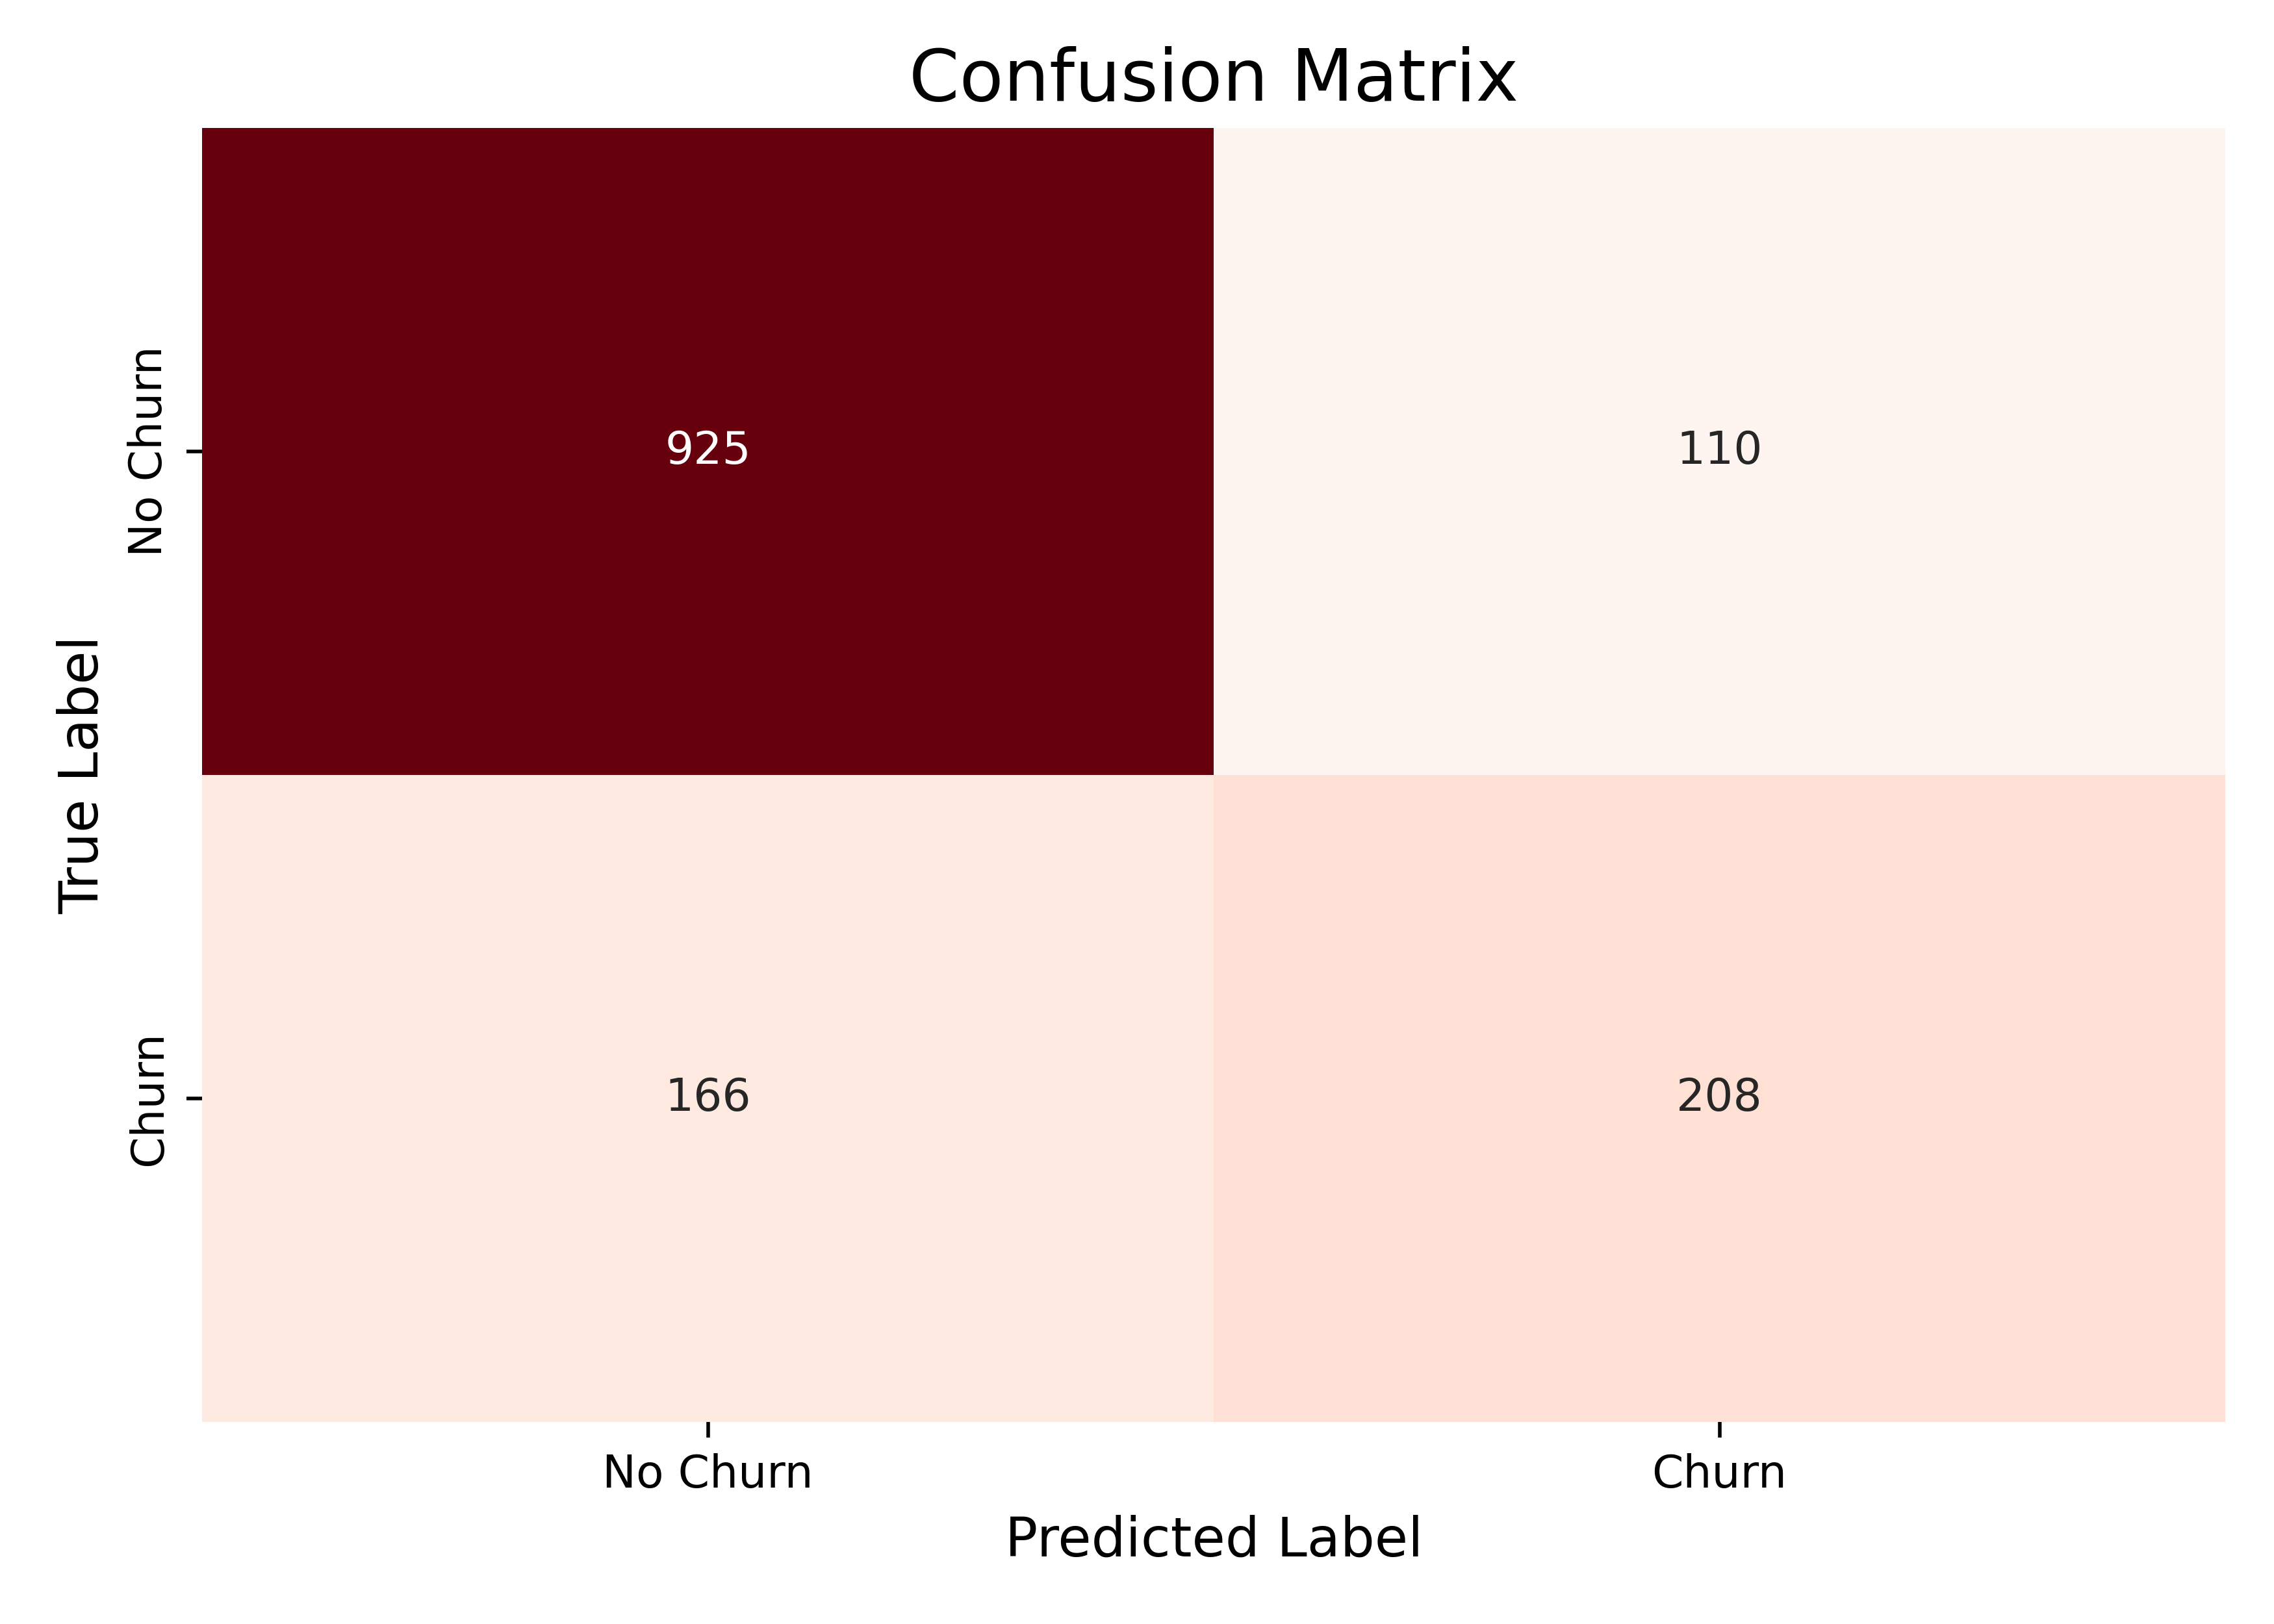 Confusion Matrix
True Label
No Churn
925
110
Churn
166
208
No Churn
Churn
Predicted Label